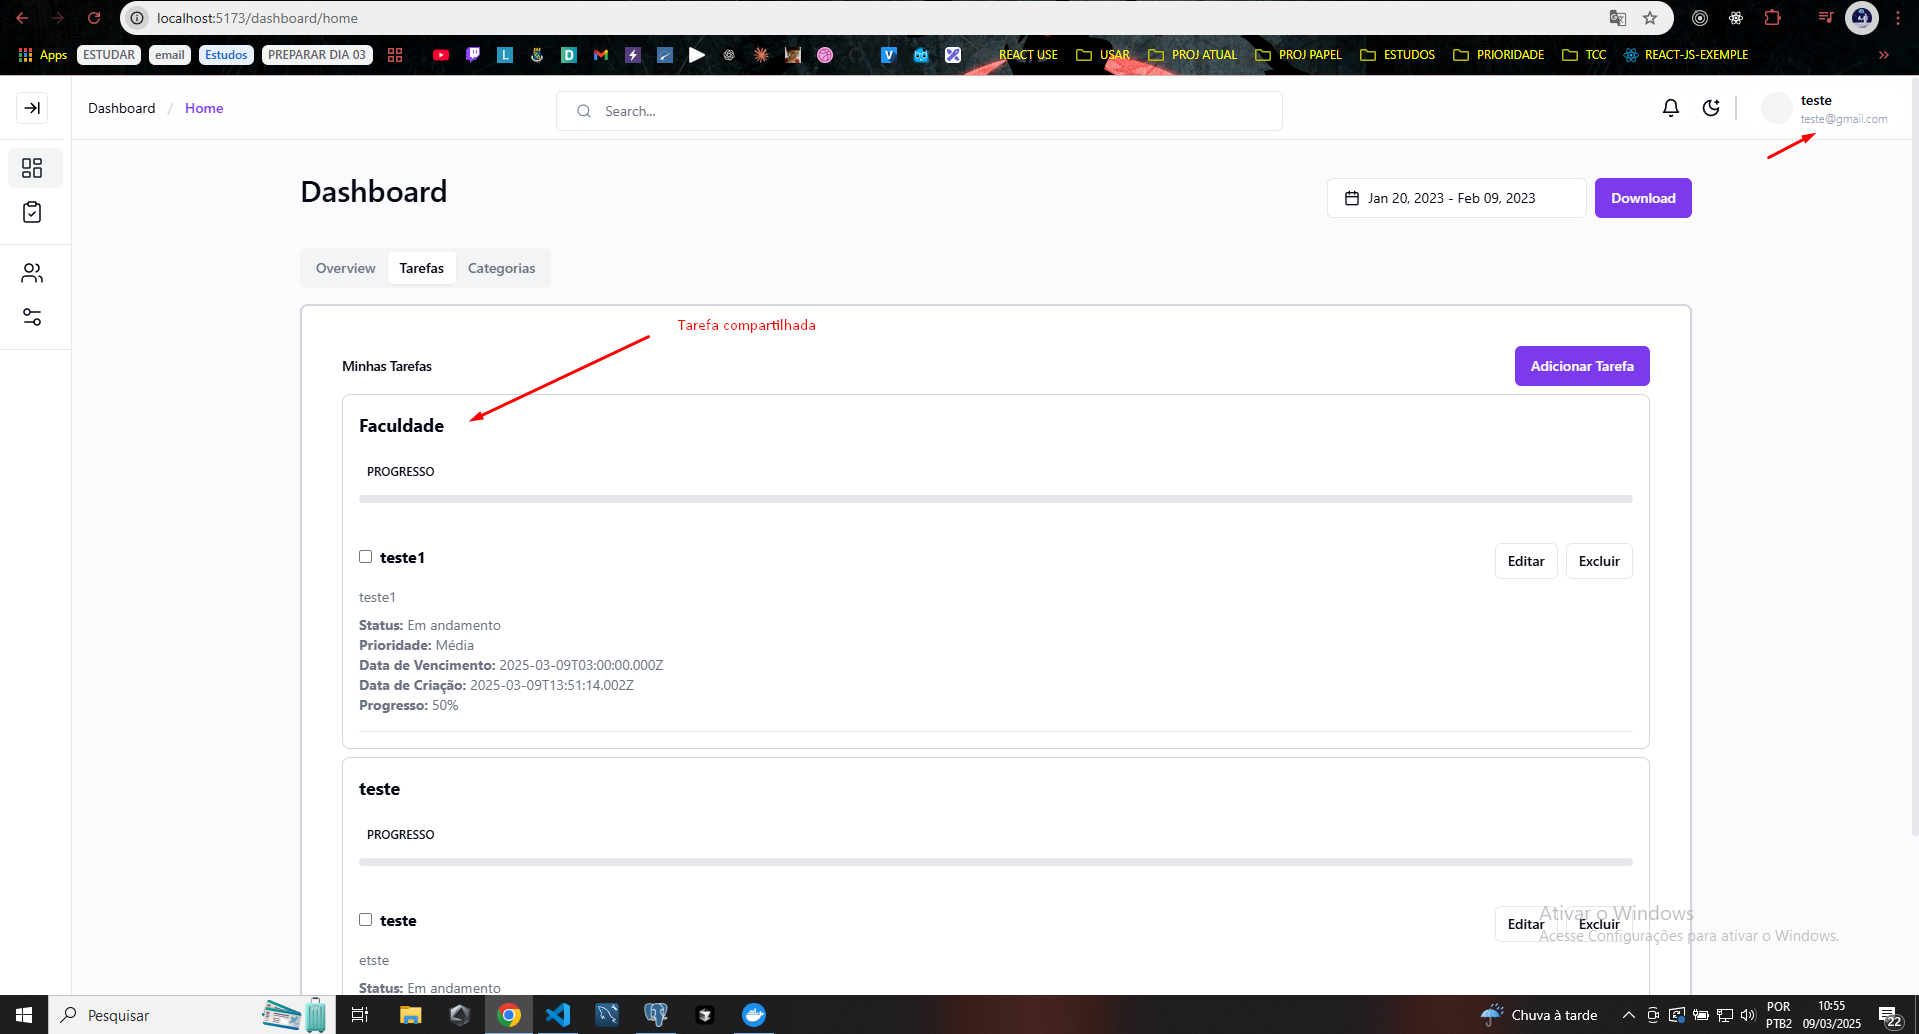 localhost:5173/dashboard/home
Apps ESTUDAR email Estudos PREPARAR DIA 03 REACT USE USAR PROJ ATUAL PROJ PAPEL ESTUDOS PRIORIDADE TCC REACT-JS-EXEMPLE
Dashboard / Home
Search...
teste
teste@gmail.com
Dashboard
Jan 20, 2023 - Feb 09, 2023
Download
Overview Tarefas Categorias
Tarefa compartilhada
Minhas Tarefas
Adicionar Tarefa
Faculdade
PROGRESSO
teste1
Editar Excluir
teste1
Status: Em andamento
Prioridade: Média
Data de Vencimento: 2025-03-09T03:00:00.000Z
Data de Criação: 2025-03-09T13:51:14.002Z
Progresso: 50%
teste
PROGRESSO
teste
Editar Excluir
etste
Status: Em andamento
Ativar o Windows
Acesse Configurações para ativar o Windows.
Pesquisar
Chuva à tarde
POR
PTB2
10:55
09/03/2025
22